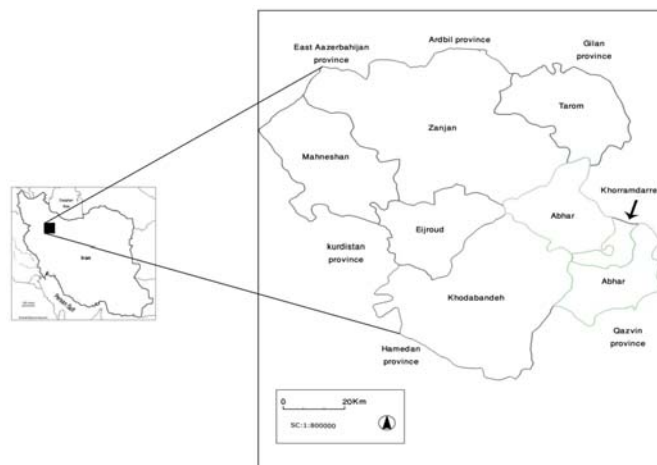 East Aazerbahijan
province
Ardbil province
Gilan
province
Tarom
Zanjan
Mahneshan
Khorramdarre
Abhar
Eijroud
kurdistan
province
Khodabandeh
Abhar
Qazvin
province
Hamedan
province
Iran
0 20Km
SC:1:800000